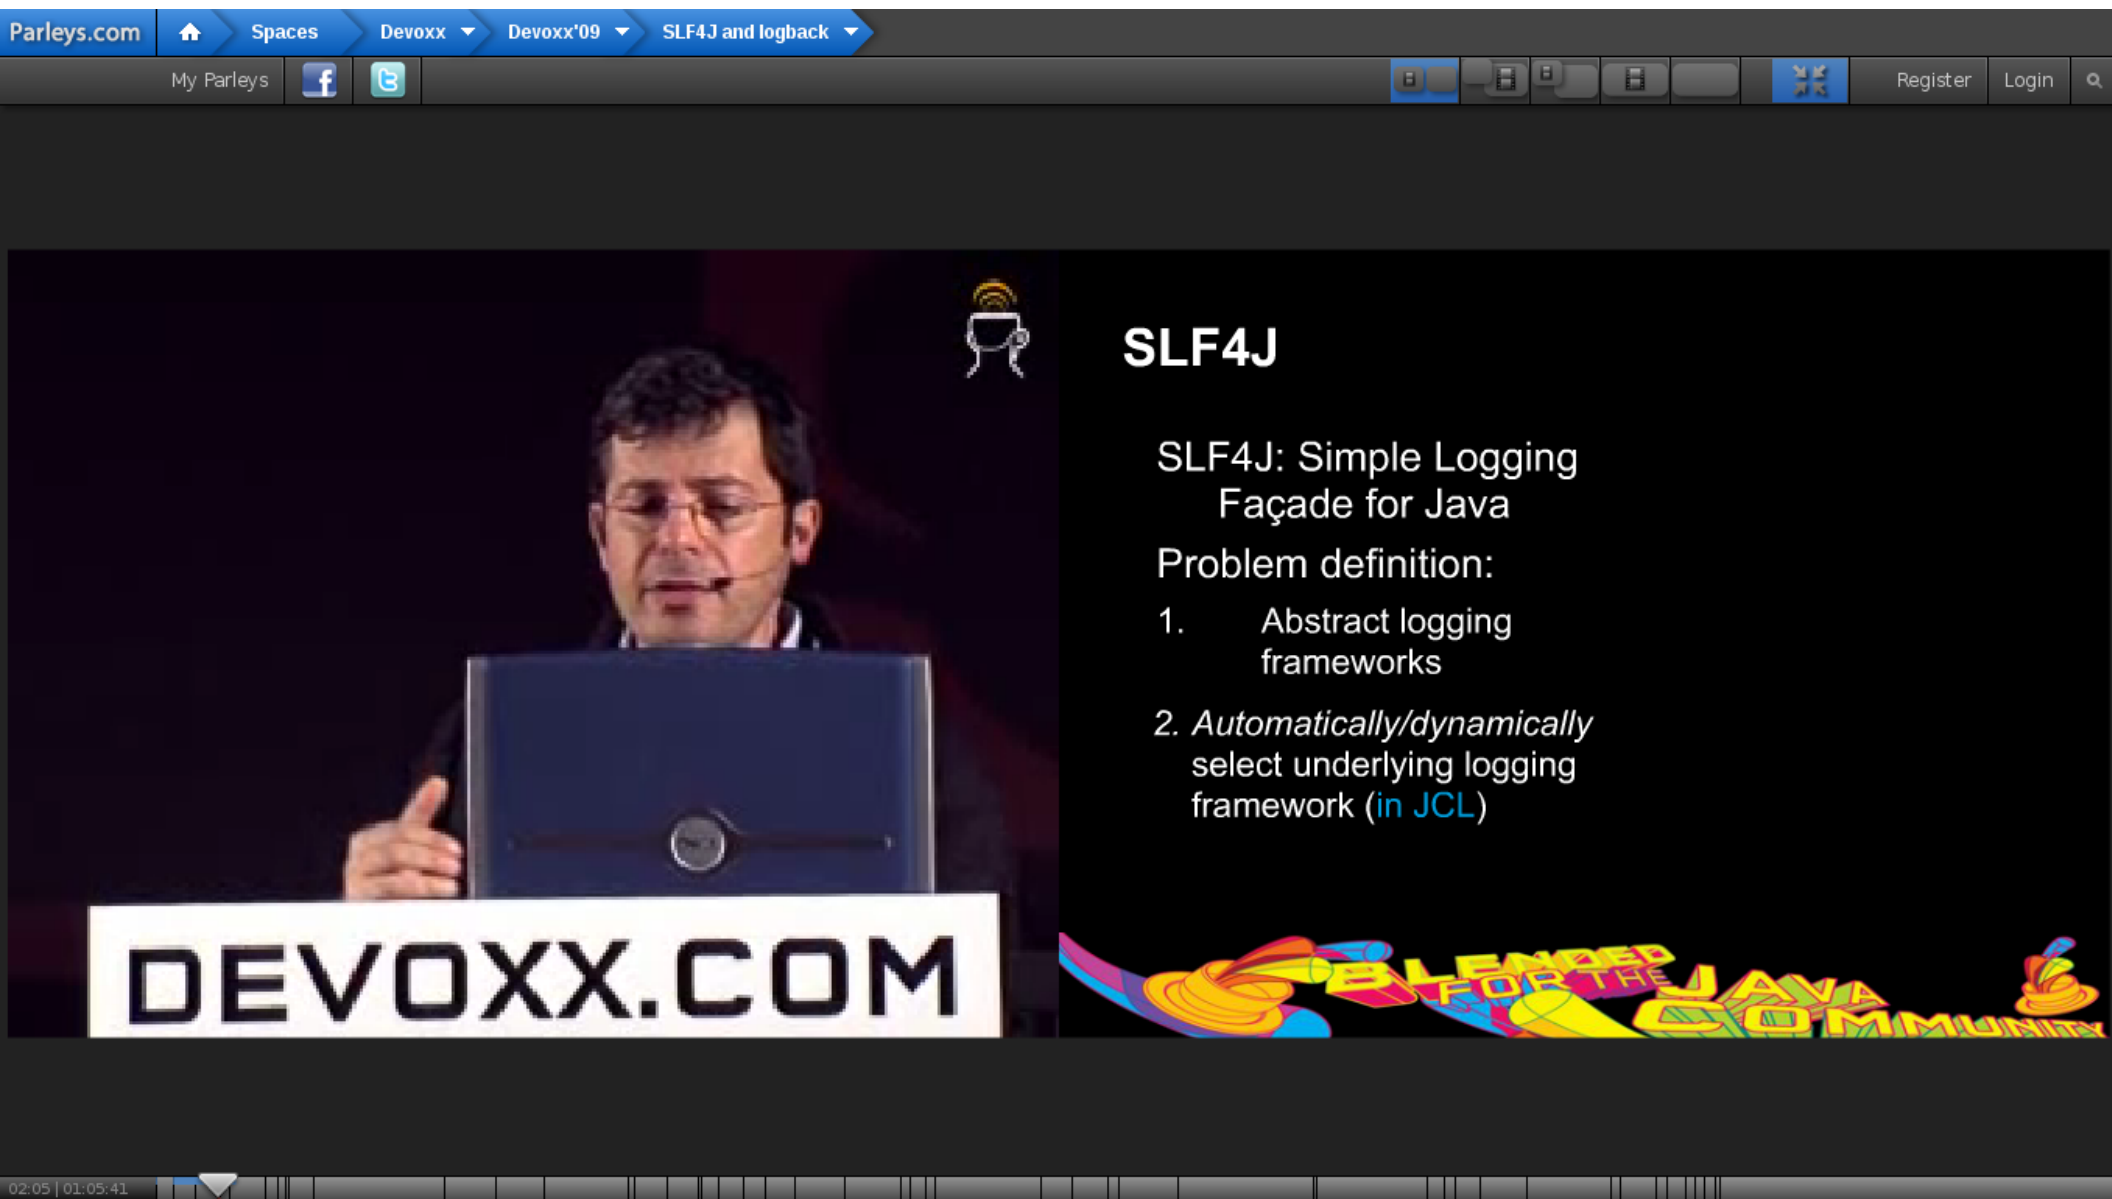 Parleys.com
Spaces
Devoxx
Devoxx'09
SLF4J and logback
My Parleys
Register
Login
SLF4J
SLF4J: Simple Logging
Façade for Java
Problem definition:
1. Abstract logging
frameworks
2. Automatically/dynamically
select underlying logging
framework (in JCL)
DEVOXX.COM
BLENDED
FOR THE JAVA
COMMUNITY
02:05 | 01:05:41